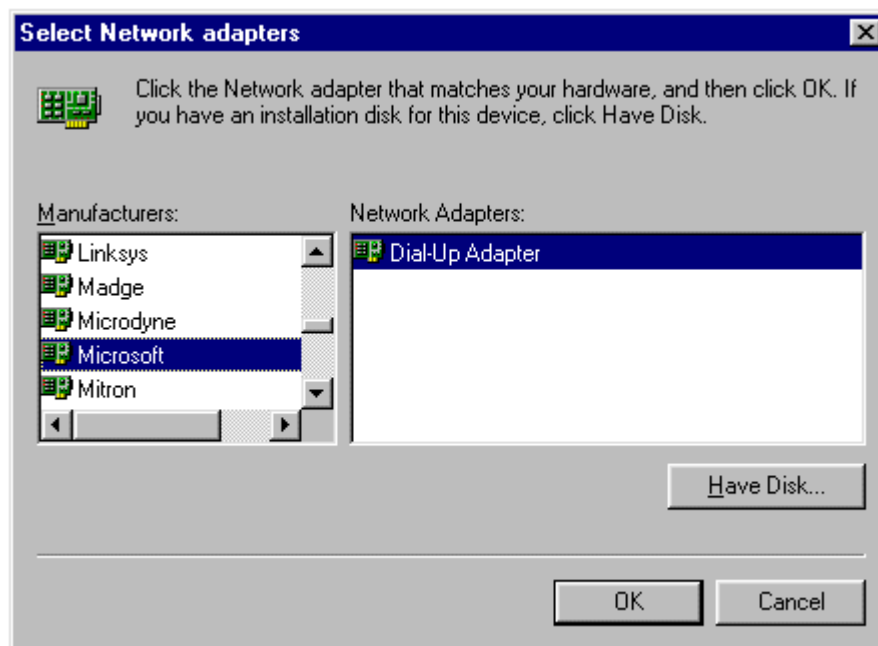 Select Network adapters
Click the Network adapter that matches your hardware, and then click OK. If
you have an installation disk for this device, click Have Disk.
Manufacturers:
Linksys
Madge
Microdyne
Microsoft
Mitron
Network Adapters:
Dial-Up Adapter
Have Disk...
OK
Cancel